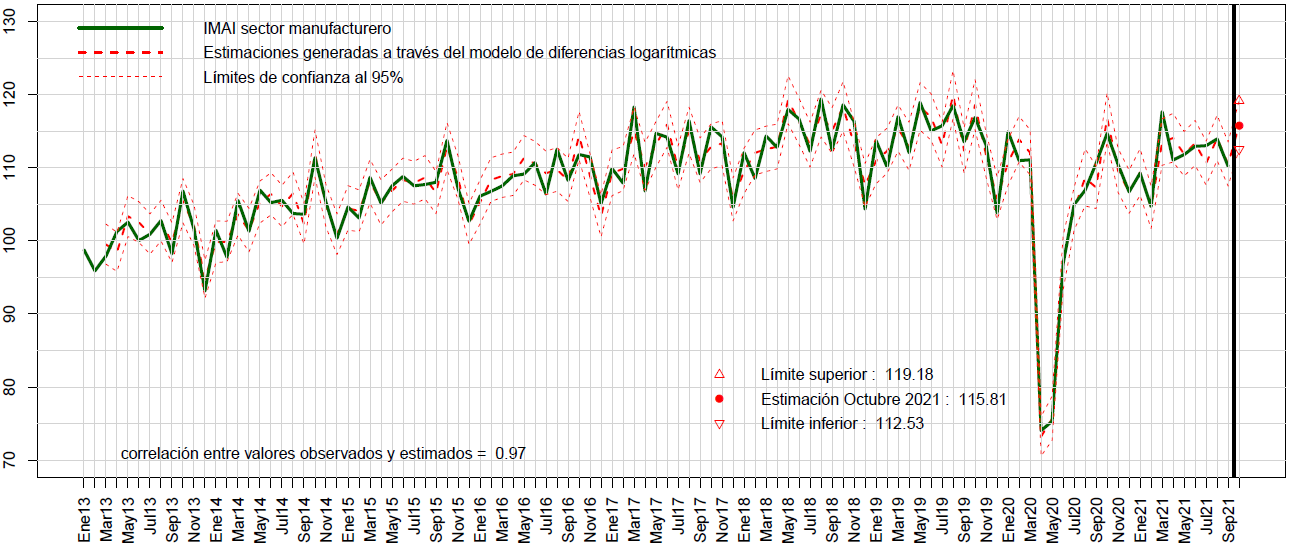 130
120
110
100
90
80
70
IMAI sector manufacturero
Estimaciones generadas a través del modelo de diferencias logarítmicas
Límites de confianza al 95%
Límite superior : 119.18
Estimación Octubre 2021 : 115.81
Límite inferior : 112.53
correlación entre valores observados y estimados = 0.97
Ene13
Mar13
May13
Jul13
Sep13
Nov13
Ene14
Mar14
May14
Jul14
Sep14
Nov14
Ene15
Mar15
May15
Jul15
Sep15
Nov15
Ene16
Mar16
May16
Jul16
Sep16
Nov16
Ene17
Mar17
May17
Jul17
Sep17
Nov17
Ene18
Mar18
May18
Jul18
Sep18
Nov18
Ene19
Mar19
May19
Jul19
Sep19
Nov19
Ene20
Mar20
May20
Jul20
Sep20
Nov20
Ene21
Mar21
May21
Jul21
Sep21